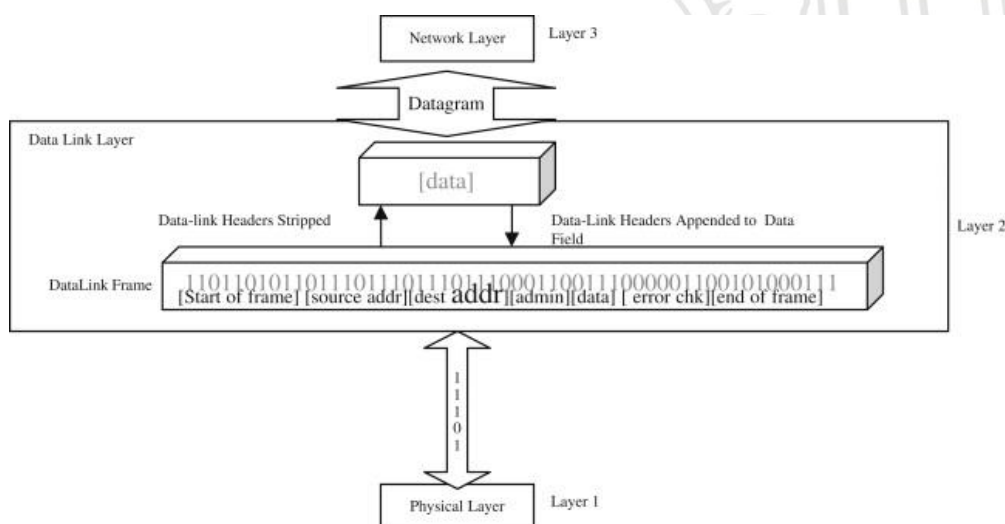 Network Layer
Layer 3
Datagram
Data Link Layer
[data]
Data-link Headers Stripped
Data-Link Headers Appended to Data
Field
Layer 2
DataLink Frame
[Start of frame] [source addr][dest addr][admin][data] [ error chk][end of frame]
1
1
1
1
0
1
Physical Layer
Layer 1